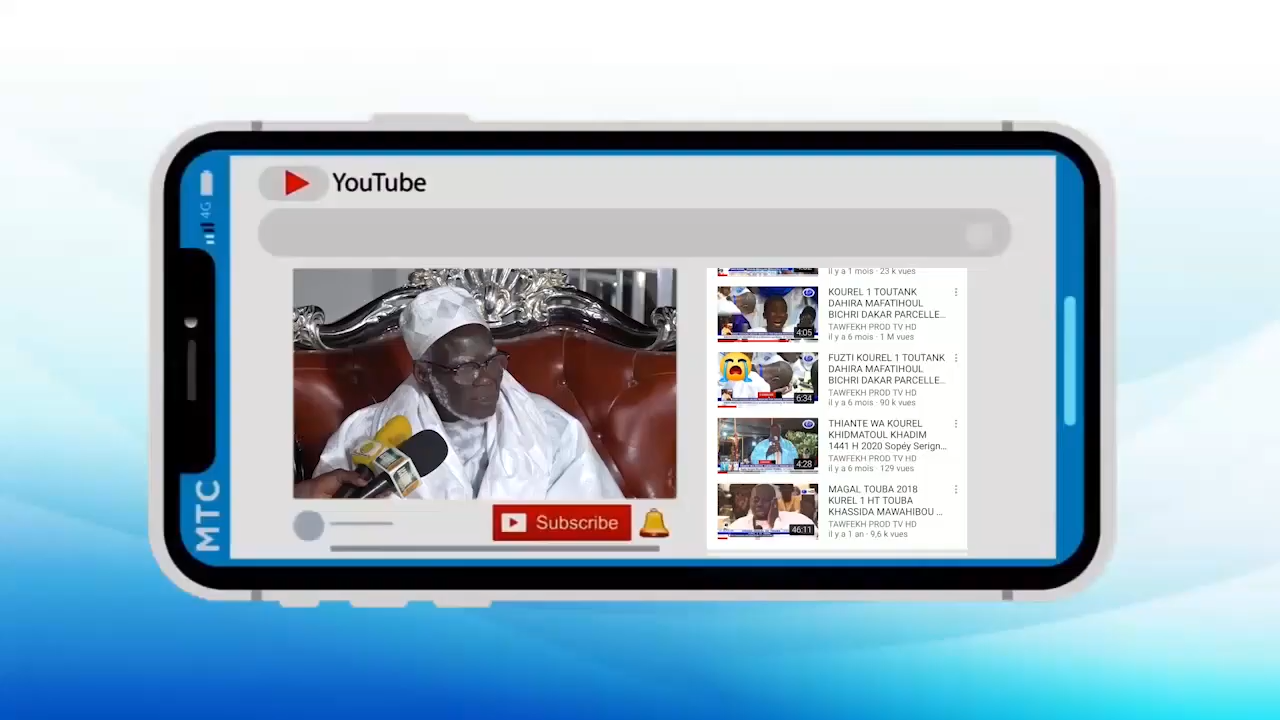 YouTube
4G
MTC
Subscribe
il y a 1 mois · 23 k vues
KOUREL 1 TOUTANK
DAHIRA MAFATIHOUL
BICHRI DAKAR PARCELLE...
TAWFEKH PROD TV HD
il y a 6 mois · 1 M vues
4:05
FUZTI KOUREL 1 TOUTANK
DAHIRA MAFATIHOUL
BICHRI DAKAR PARCELLE...
TAWFEKH PROD TV HD
il y a 6 mois · 90 k vues
6:34
THIANTE WA KOUREL
KHIDMATOUL KHADIM
1441 H 2020 Sopéy Serign...
TAWFEKH PROD TV HD
il y a 6 mois · 129 vues
4:28
MAGAL TOUBA 2018
KUREL 1 HT TOUBA
KHASSIDA MAWAHIBOU ...
TAWFEKH PROD TV HD
il y a 1 an · 9,6 k vues
46:11